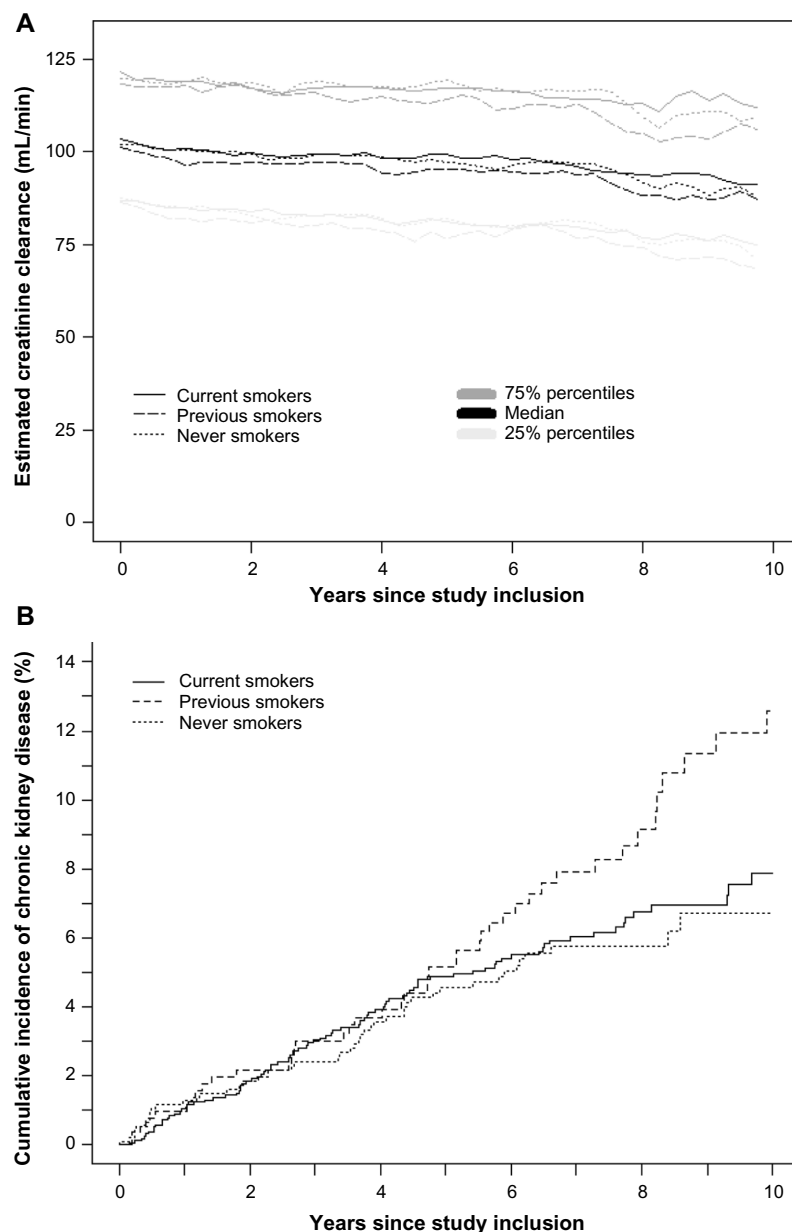 A
Estimated creatinine clearance (mL/min)
125
100
75
50
25
0
Current smokers
Previous smokers
Never smokers
75% percentiles
Median
25% percentiles
0 2 4 6 8 10
Years since study inclusion
B
Cumulative incidence of chronic kidney disease (%)
14
12
10
8
6
4
2
0
Current smokers
Previous smokers
Never smokers
0 2 4 6 8 10
Years since study inclusion